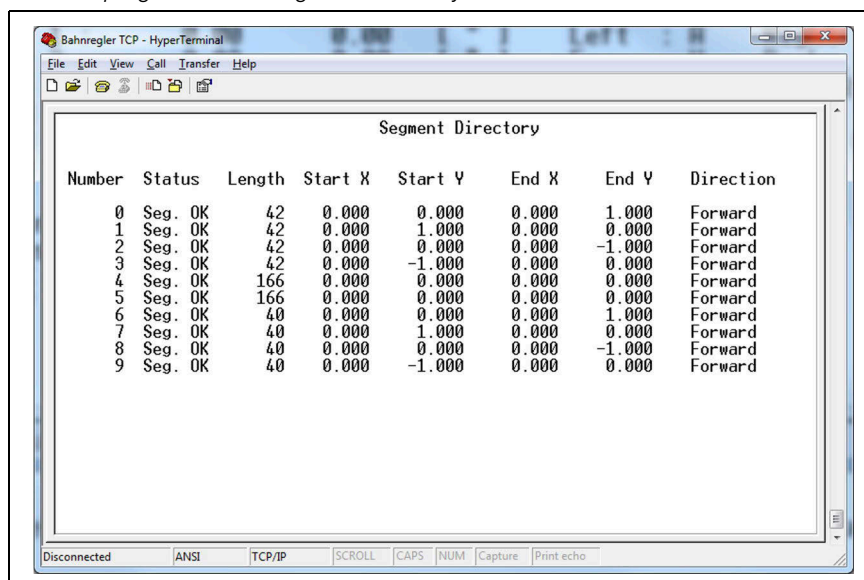 Bahnregler TCP - HyperTerminal
File Edit View Call Transfer Help
Segment Directory
Number Status Length Start X Start Y End X End Y Direction
0 Seg. OK 42 0.000 0.000 0.000 1.000 Forward
1 Seg. OK 42 0.000 1.000 0.000 0.000 Forward
2 Seg. OK 42 0.000 0.000 0.000 -1.000 Forward
3 Seg. OK 42 0.000 -1.000 0.000 0.000 Forward
4 Seg. OK 166 0.000 0.000 0.000 0.000 Forward
5 Seg. OK 166 0.000 0.000 0.000 0.000 Forward
6 Seg. OK 40 0.000 0.000 0.000 1.000 Forward
7 Seg. OK 40 0.000 1.000 0.000 0.000 Forward
8 Seg. OK 40 0.000 0.000 0.000 -1.000 Forward
9 Seg. OK 40 0.000 -1.000 0.000 0.000 Forward
Disconnected ANSI TCP/IP SCROLL CAPS NUM Capture Print echo